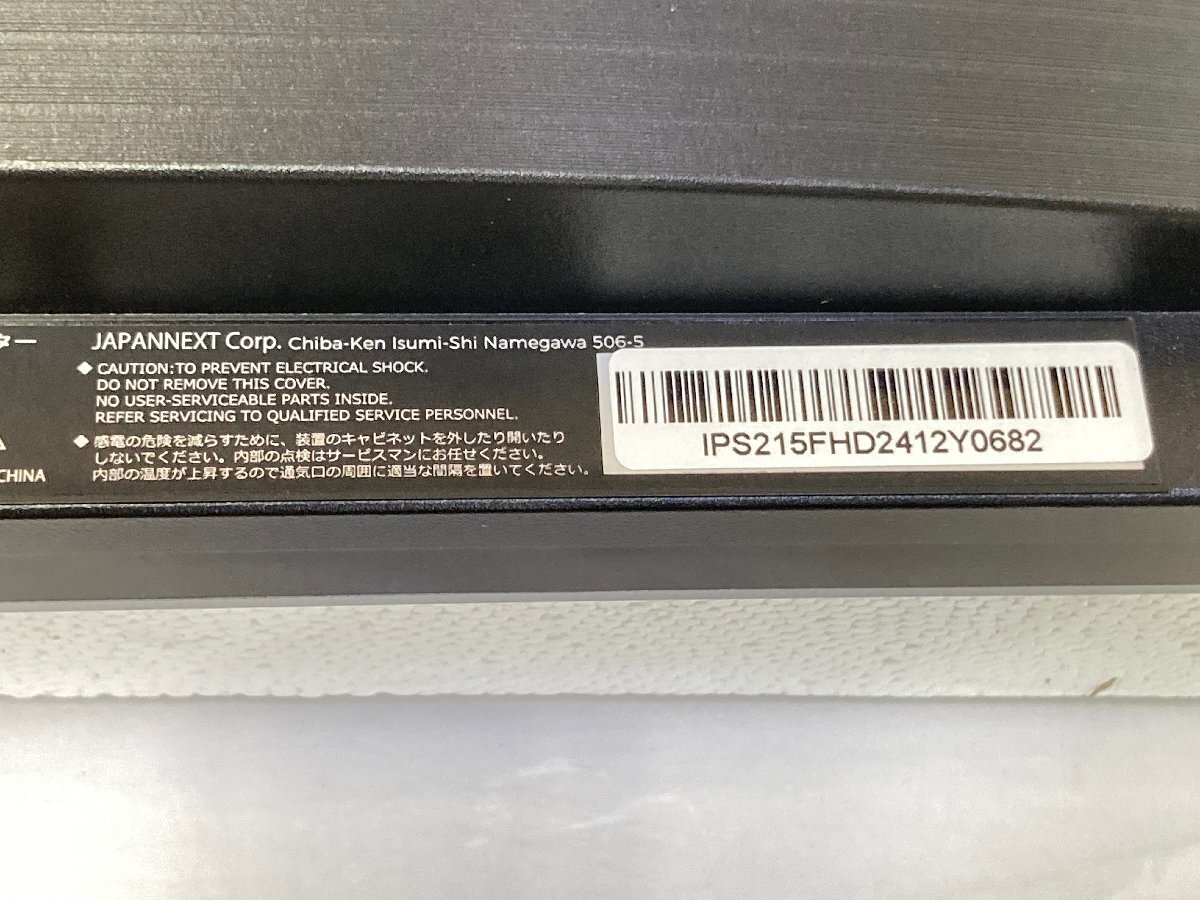 ター
JAPANNEXT Corp. Chiba-Ken Isumi-Shi Namegawa 506-5
◆ CAUTION:TO PREVENT ELECTRICAL SHOCK.
DO NOT REMOVE THIS COVER.
NO USER-SERVICEABLE PARTS INSIDE.
REFER SERVICING TO QUALIFIED SERVICE PERSONNEL.
◆ 感電の危険を減らすために、装置のキャビネットを外したり開いたり
しないでください。内部の点検はサービスマンにお任せください。
内部の温度が上昇するので通気口の周囲に適当な間隔を置いてください。
CHINA
IPS215FHD2412Y0682